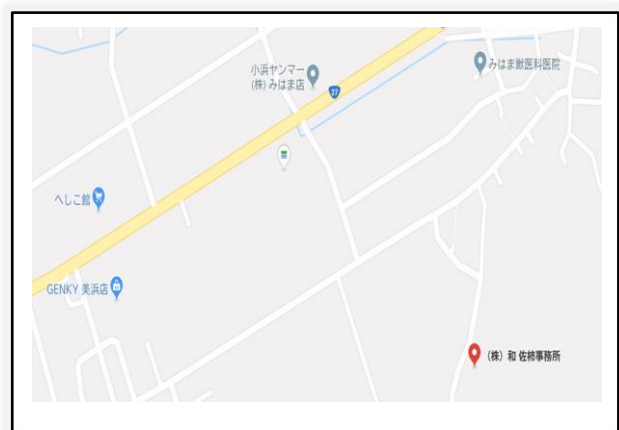 小浜ヤンマー
(株) みはま店
みはま獣医科医院
27
へしこ館
GENKY 美浜店
(株) 和 佐柿事務所